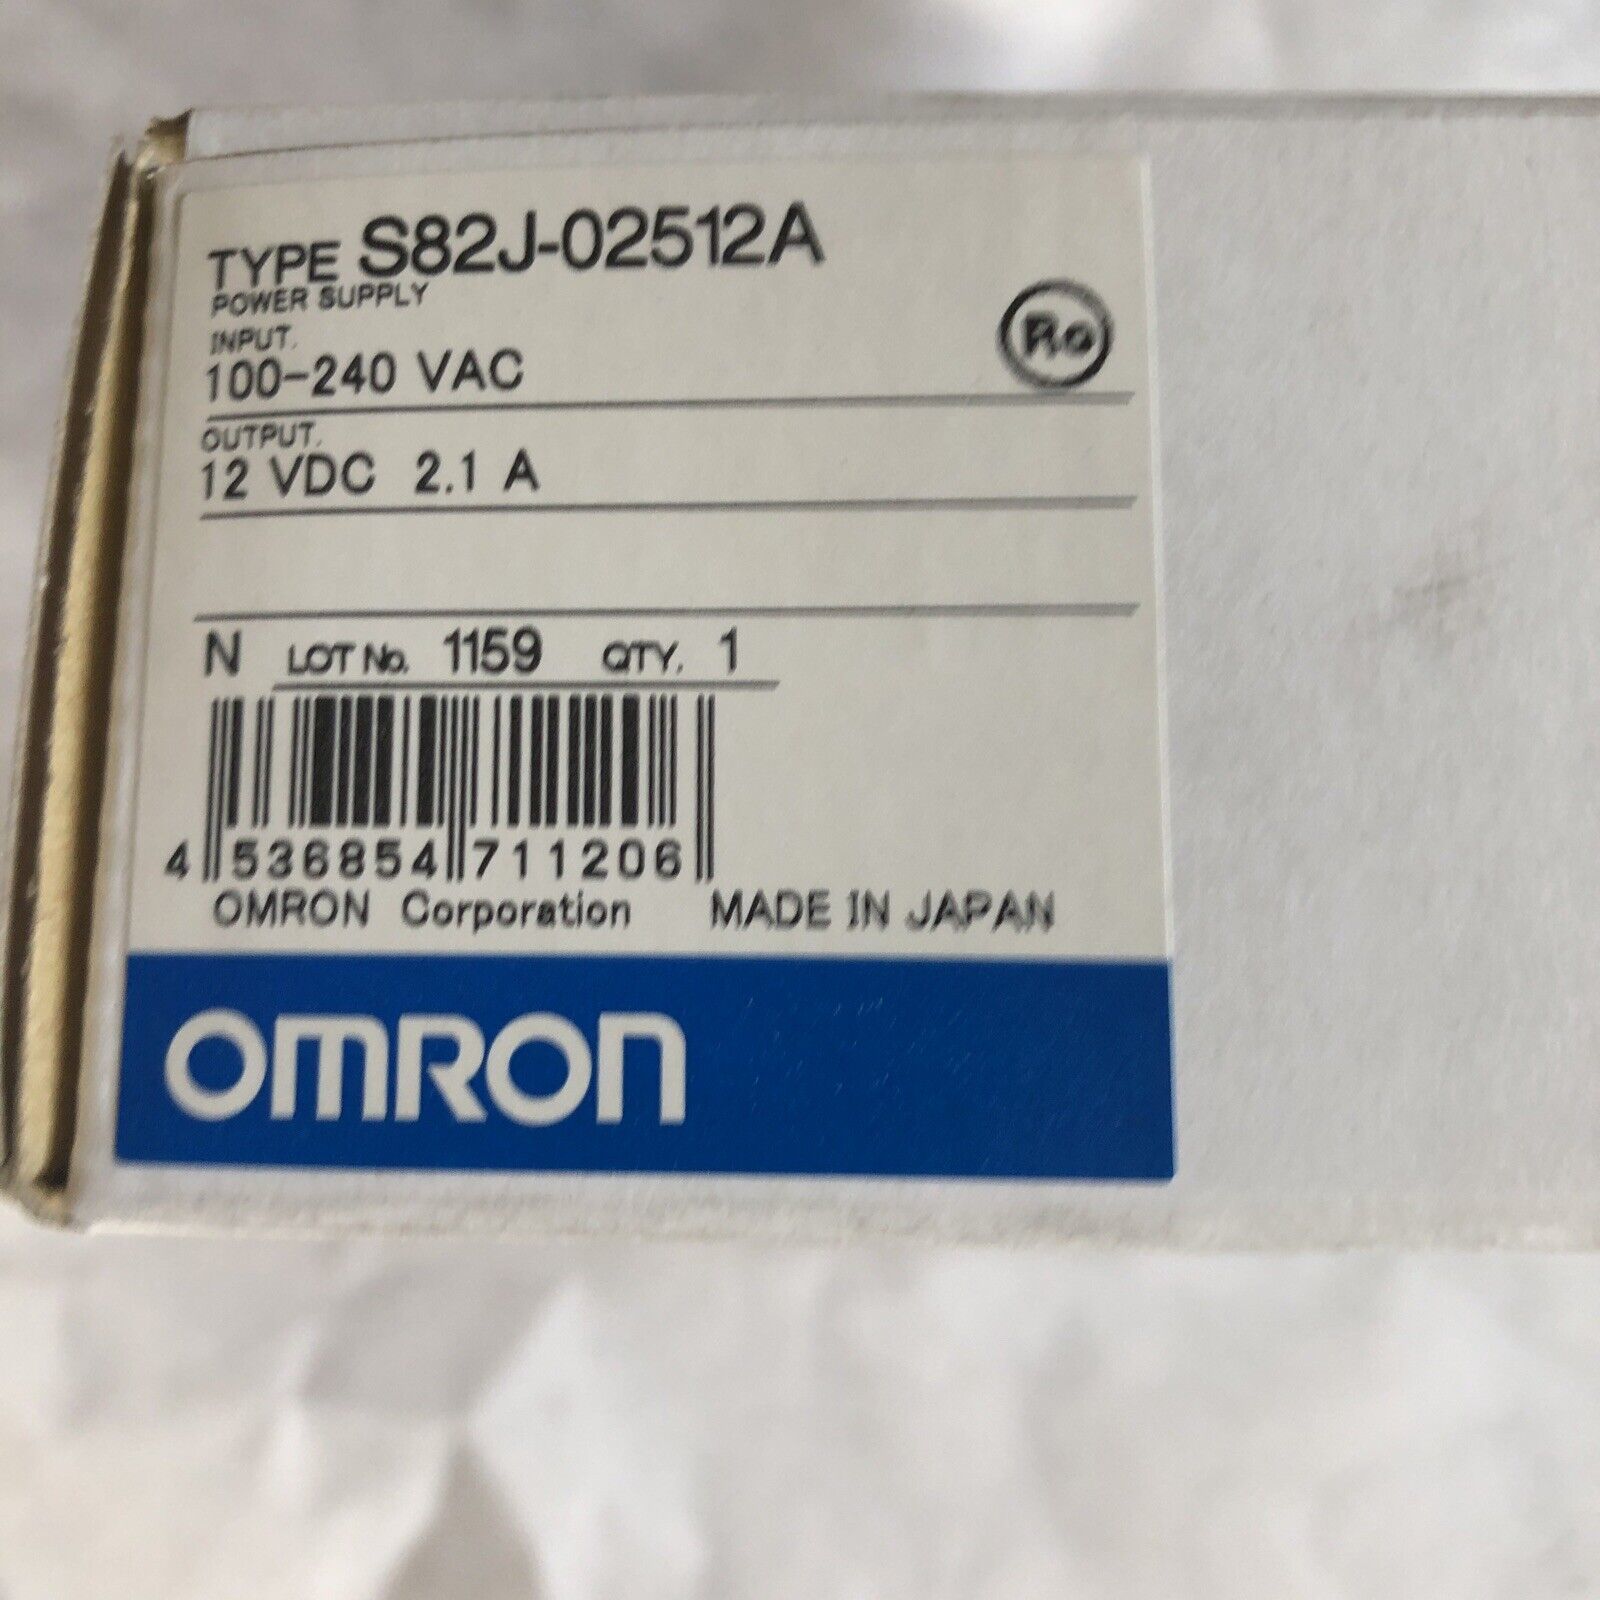 TYPE S82J-02512A
POWER SUPPLY
INPUT.
100-240 VAC
Ro
OUTPUT.
12 VDC 2.1 A
N LOT No. 1159 QTY. 1
4 536854 711206
OMRON Corporation MADE IN JAPAN
OMRON